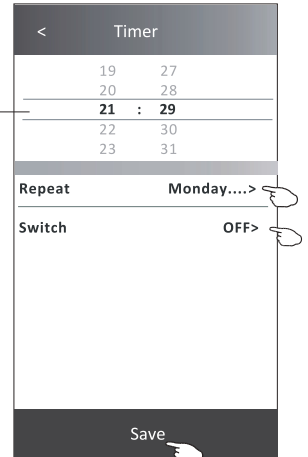 < Timer
19 27
20 28
21 : 29
22 30
23 31
Repeat Monday....>
Switch OFF>
Save